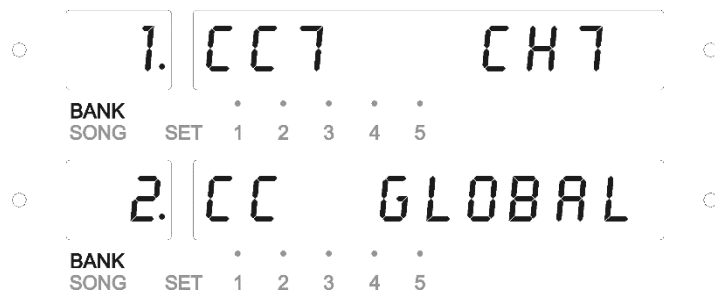 1. CC7 CH7
BANK
SONG SET 1 2 3 4 5
2. CC GLOBAL
BANK
SONG SET 1 2 3 4 5